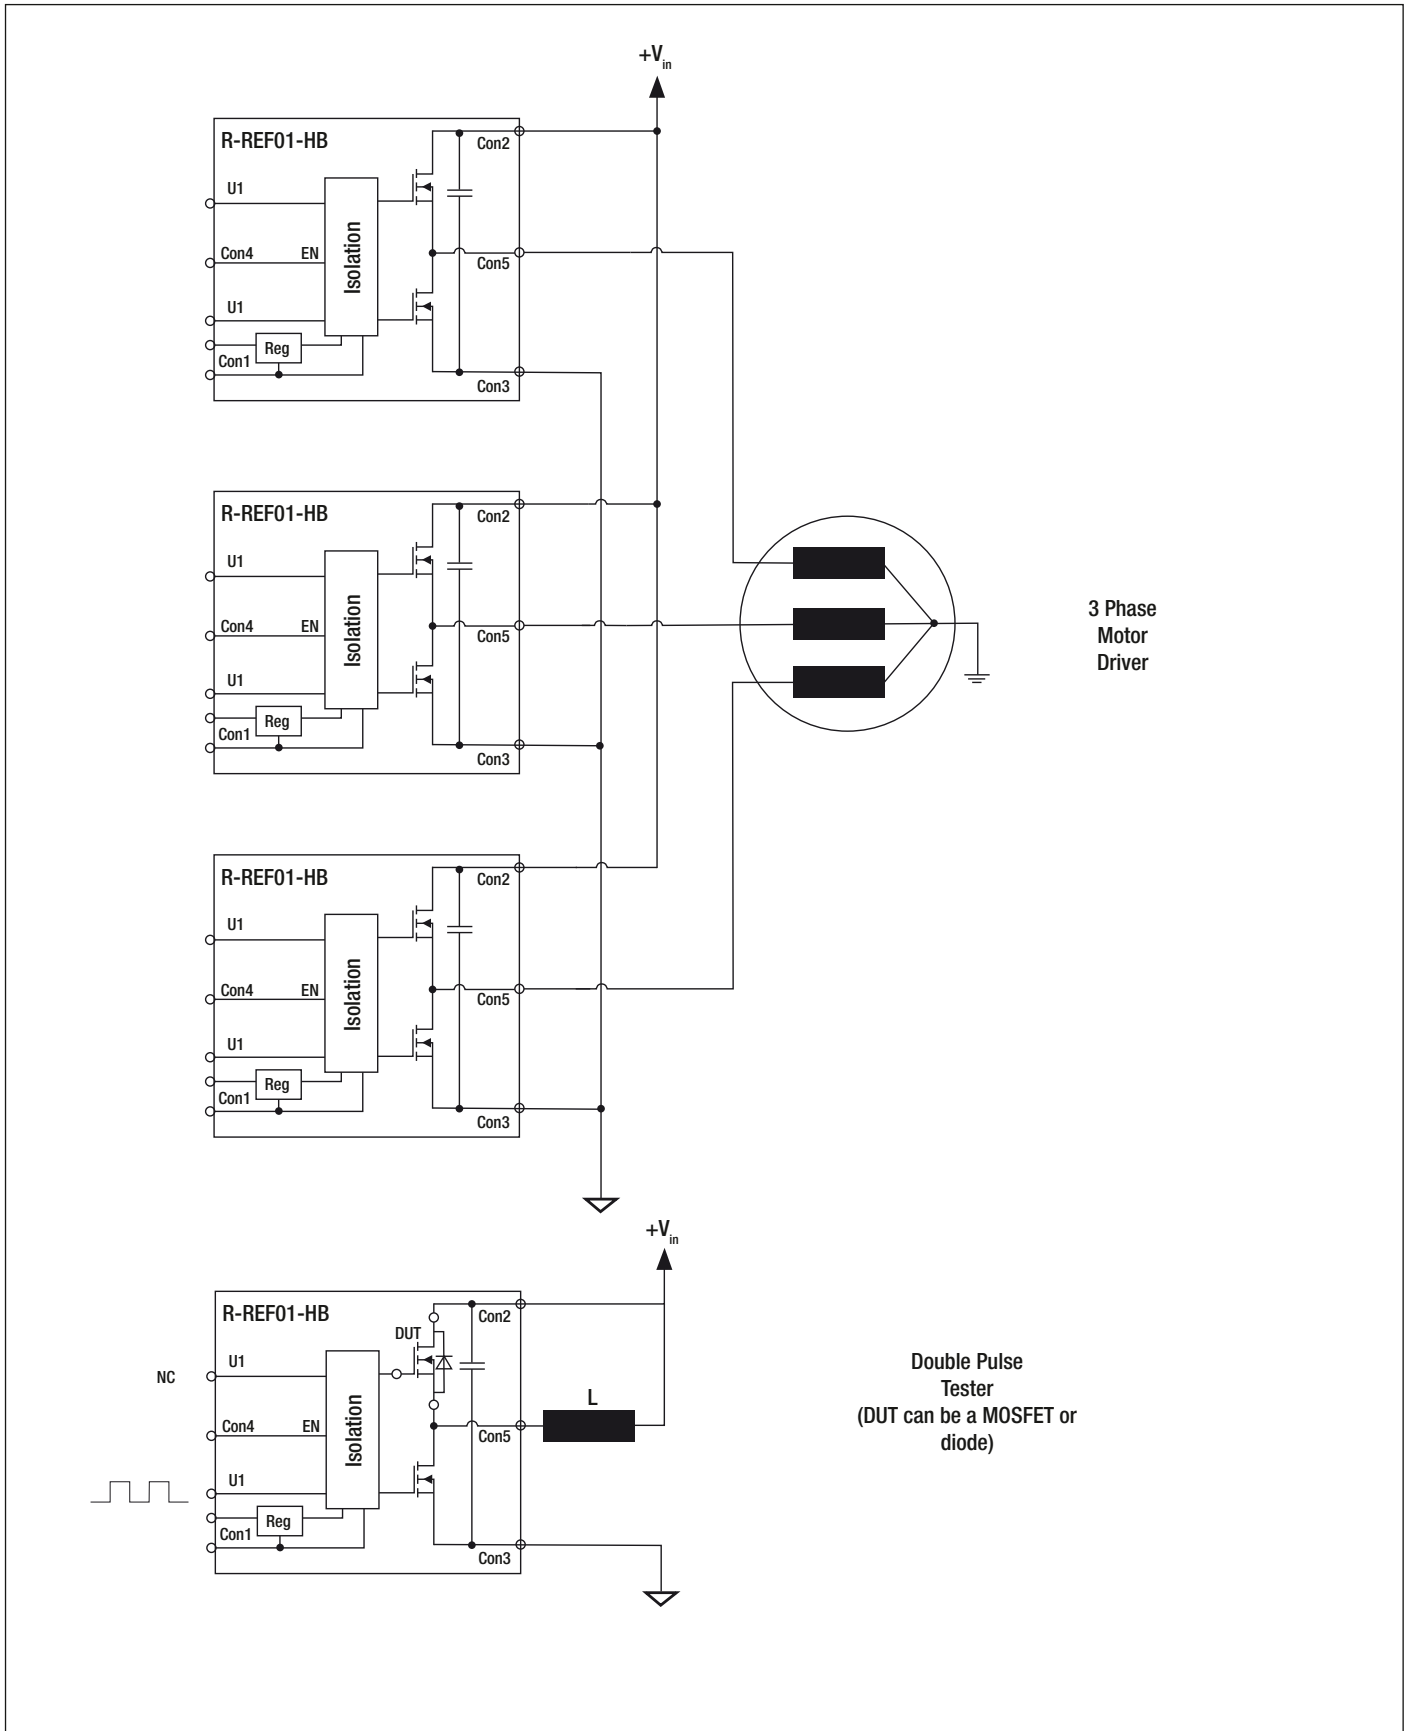 +Vin
R-REF01-HB
Con2
U1
Isolation
Con4 EN
Con5
U1
Reg
Con1
Con3
R-REF01-HB
Con2
U1
Isolation
Con4 EN
Con5
U1
Reg
Con1
Con3
3 Phase
Motor
Driver
R-REF01-HB
Con2
U1
Isolation
Con4 EN
Con5
U1
Reg
Con1
Con3
+Vin
R-REF01-HB
Con2
DUT
NC
U1
Isolation
L
Con4 EN
Con5
U1
Reg
Con1
Con3
Double Pulse
Tester
(DUT can be a MOSFET or
diode)